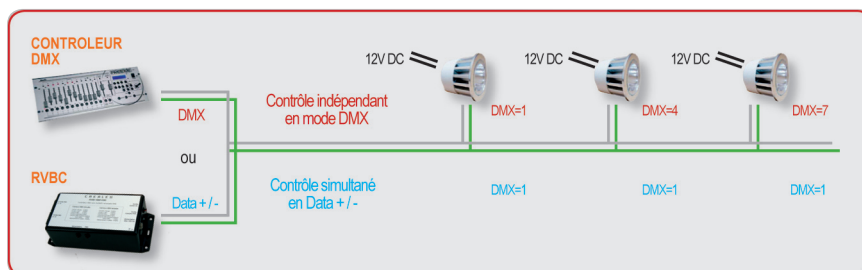 CONTROLEUR
DMX
12V DC
12V DC
12V DC
DMX
Contrôle indépendant
en mode DMX
DMX=1
DMX=4
DMX=7
ou
RVBC
Data + / -
Contrôle simultané
en Data + / -
DMX=1
DMX=1
DMX=1